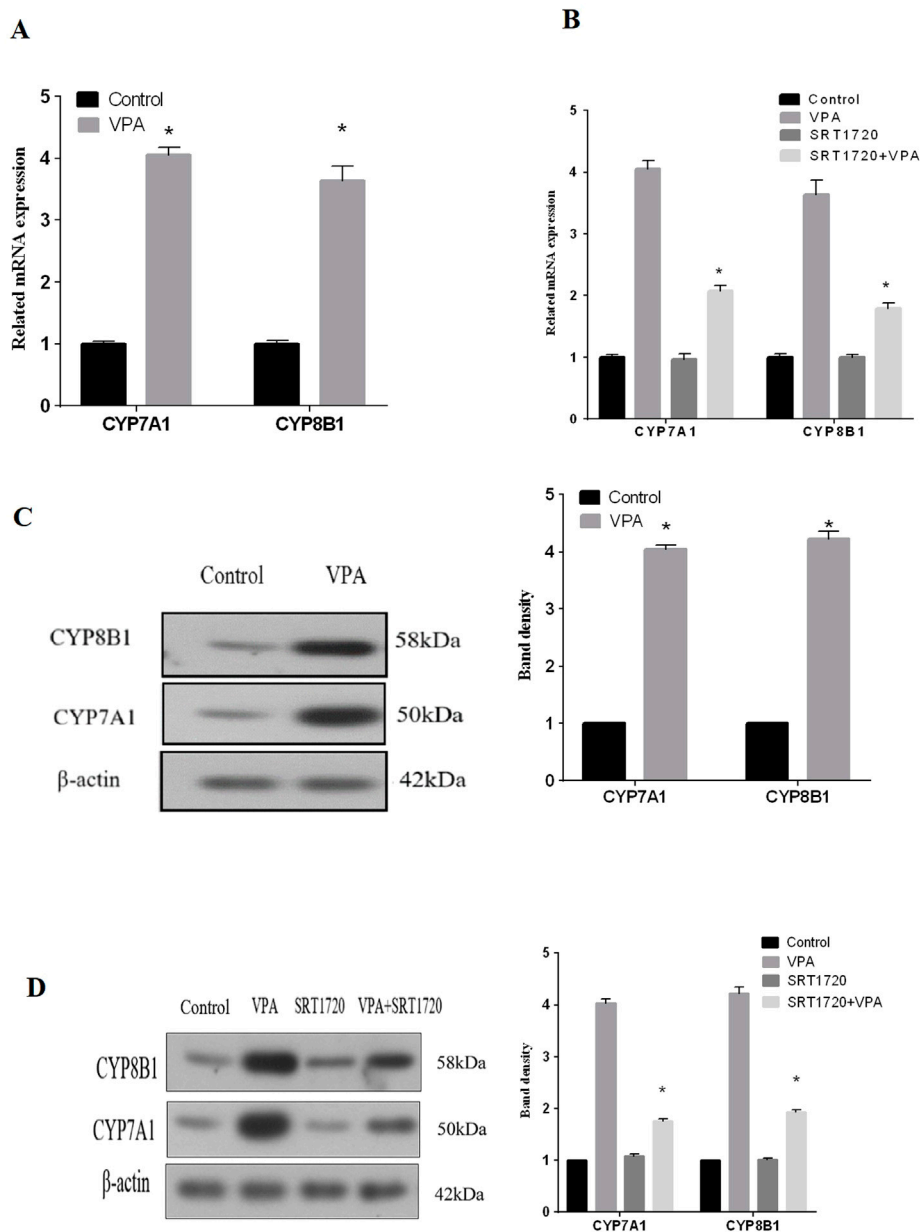 A
Control
VPA
Related mRNA expression
5
4
3
2
1
0
*
*
CYP7A1
CYP8B1
B
Control
VPA
SRT1720
SRT1720+VPA
Related mRNA expression
5
4
3
2
1
0
*
*
CYP7A1
CYP8B1
C
Control VPA
CYP8B1 58kDa
CYP7A1 50kDa
β-actin 42kDa
Control
VPA
Band density
5
4
3
2
1
0
*
*
CYP7A1
CYP8B1
D
Control VPA SRT1720 VPA+SRT1720
CYP8B1 58kDa
CYP7A1 50kDa
β-actin 42kDa
Control
VPA
SRT1720
SRT1720+VPA
Band density
5
4
3
2
1
0
*
*
CYP7A1
CYP8B1